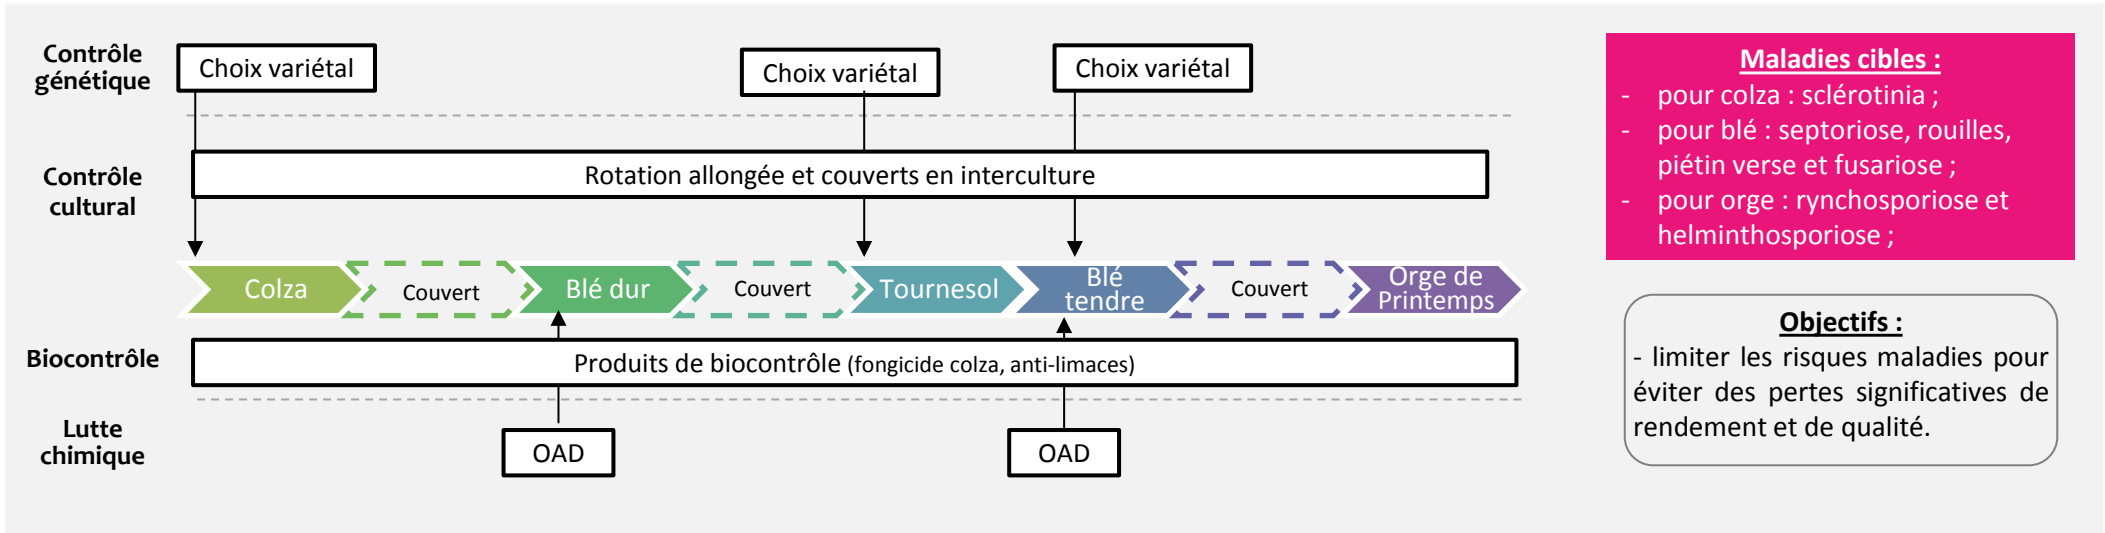 Contrôle
génétique
Choix variétal
Choix variétal
Choix variétal
Contrôle
cultural
Rotation allongée et couverts en interculture
Colza
Couvert
Blé dur
Couvert
Tournesol
Blé
tendre
Couvert
Orge de
Printemps
Biocontrôle
Produits de biocontrôle (fongicide colza, anti-limaces)
Lutte
chimique
OAD
OAD
Maladies cibles :
- pour colza : sclérotinia ;
- pour blé : septoriose, rouilles,
piétin verse et fusariose ;
- pour orge : rynchosporiose et
helminthosporiose ;
Objectifs :
- limiter les risques maladies pour
éviter des pertes significatives de
rendement et de qualité.